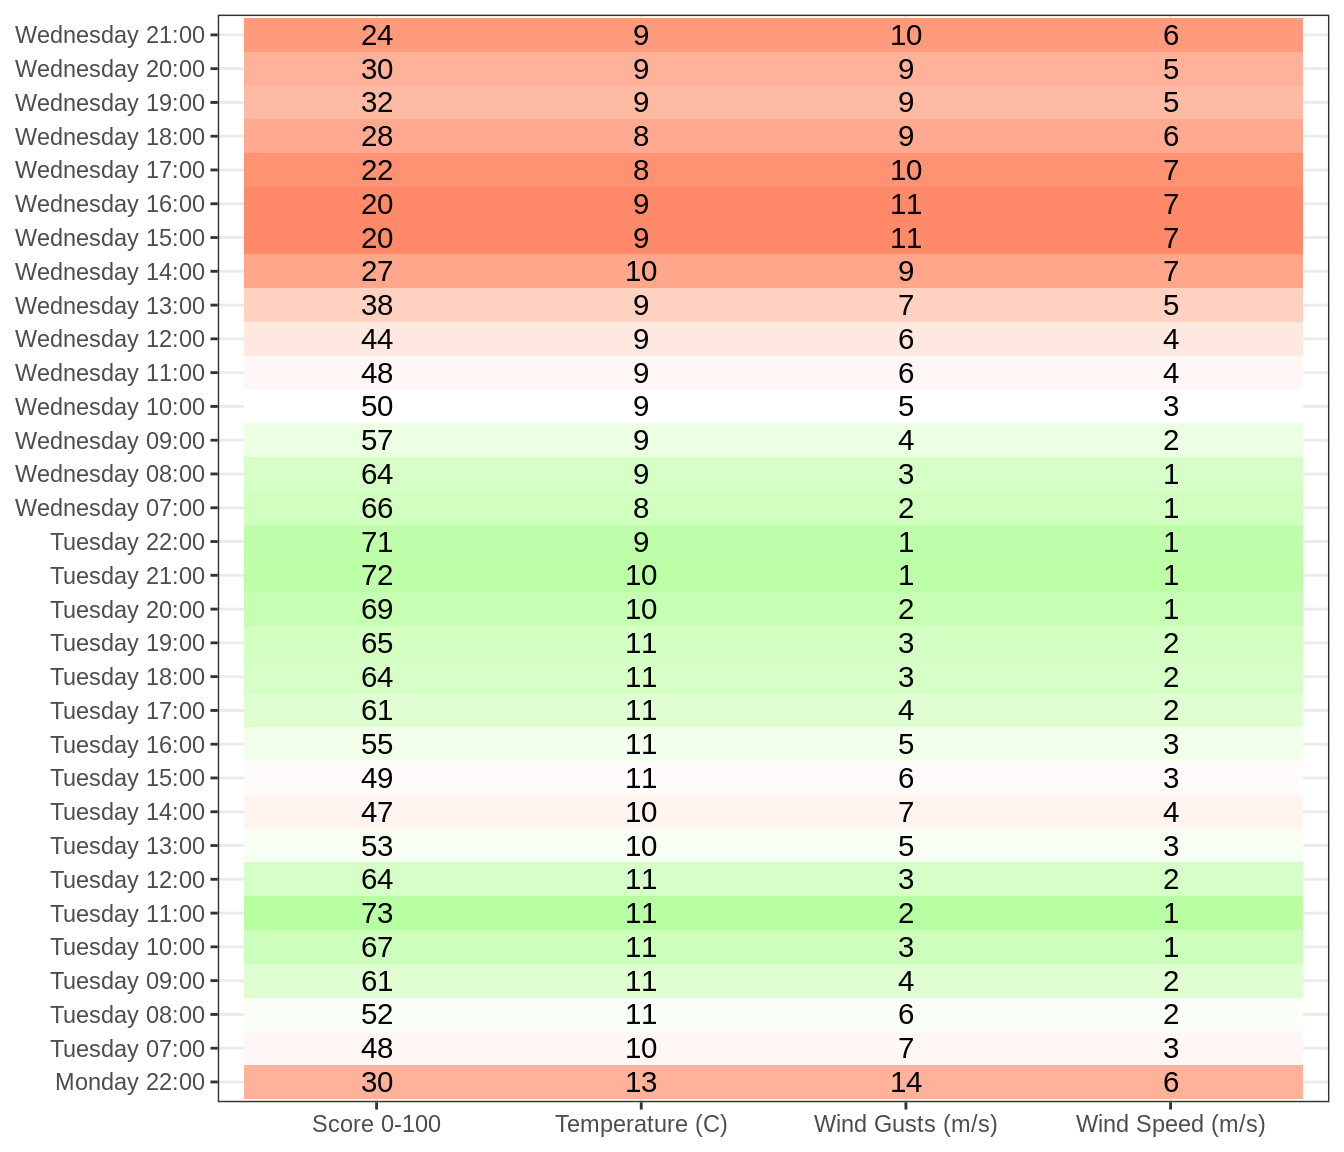 Wednesday 21:00 24 9 10 6
Wednesday 20:00 30 9 9 5
Wednesday 19:00 32 9 9 5
Wednesday 18:00 28 8 9 6
Wednesday 17:00 22 8 10 7
Wednesday 16:00 20 9 11 7
Wednesday 15:00 20 9 11 7
Wednesday 14:00 27 10 9 7
Wednesday 13:00 38 9 7 5
Wednesday 12:00 44 9 6 4
Wednesday 11:00 48 9 6 4
Wednesday 10:00 50 9 5 3
Wednesday 09:00 57 9 4 2
Wednesday 08:00 64 9 3 1
Wednesday 07:00 66 8 2 1
Tuesday 22:00 71 9 1 1
Tuesday 21:00 72 10 1 1
Tuesday 20:00 69 10 2 1
Tuesday 19:00 65 11 3 2
Tuesday 18:00 64 11 3 2
Tuesday 17:00 61 11 4 2
Tuesday 16:00 55 11 5 3
Tuesday 15:00 49 11 6 3
Tuesday 14:00 47 10 7 4
Tuesday 13:00 53 10 5 3
Tuesday 12:00 64 11 3 2
Tuesday 11:00 73 11 2 1
Tuesday 10:00 67 11 3 1
Tuesday 09:00 61 11 4 2
Tuesday 08:00 52 11 6 2
Tuesday 07:00 48 10 7 3
Monday 22:00 30 13 14 6
Score 0-100 Temperature (C) Wind Gusts (m/s) Wind Speed (m/s)